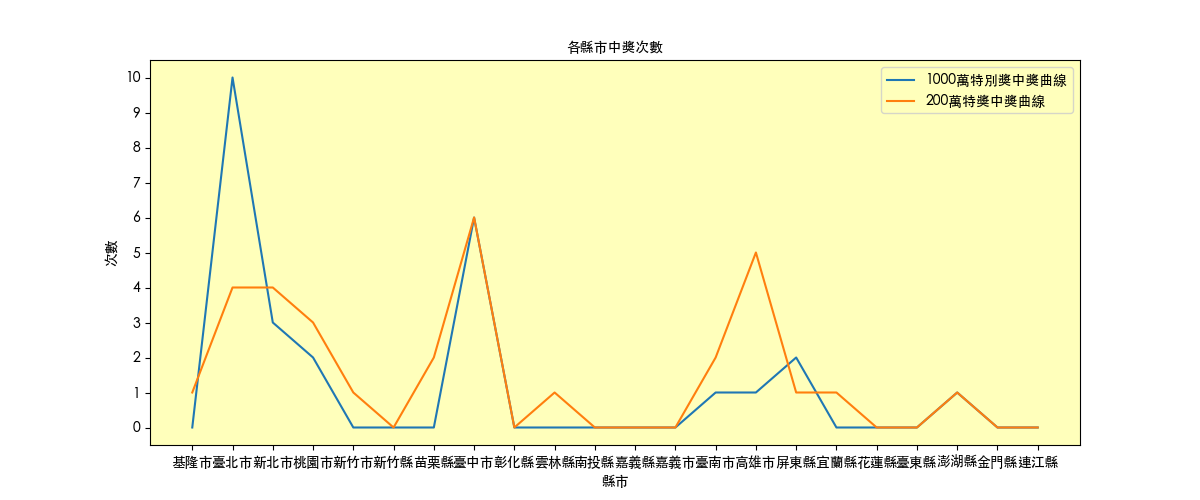 各縣市中獎次數
1000萬特別獎中獎曲線
200萬特獎中獎曲線
次數
10
9
8
7
6
5
4
3
2
1
0
基隆市臺北市新北市桃園市新竹市新竹縣苗栗縣臺中市彰化縣雲林縣南投縣嘉義縣嘉義市臺南市高雄市屏東縣宜蘭縣花蓮縣臺東縣澎湖縣金門縣連江縣
縣市